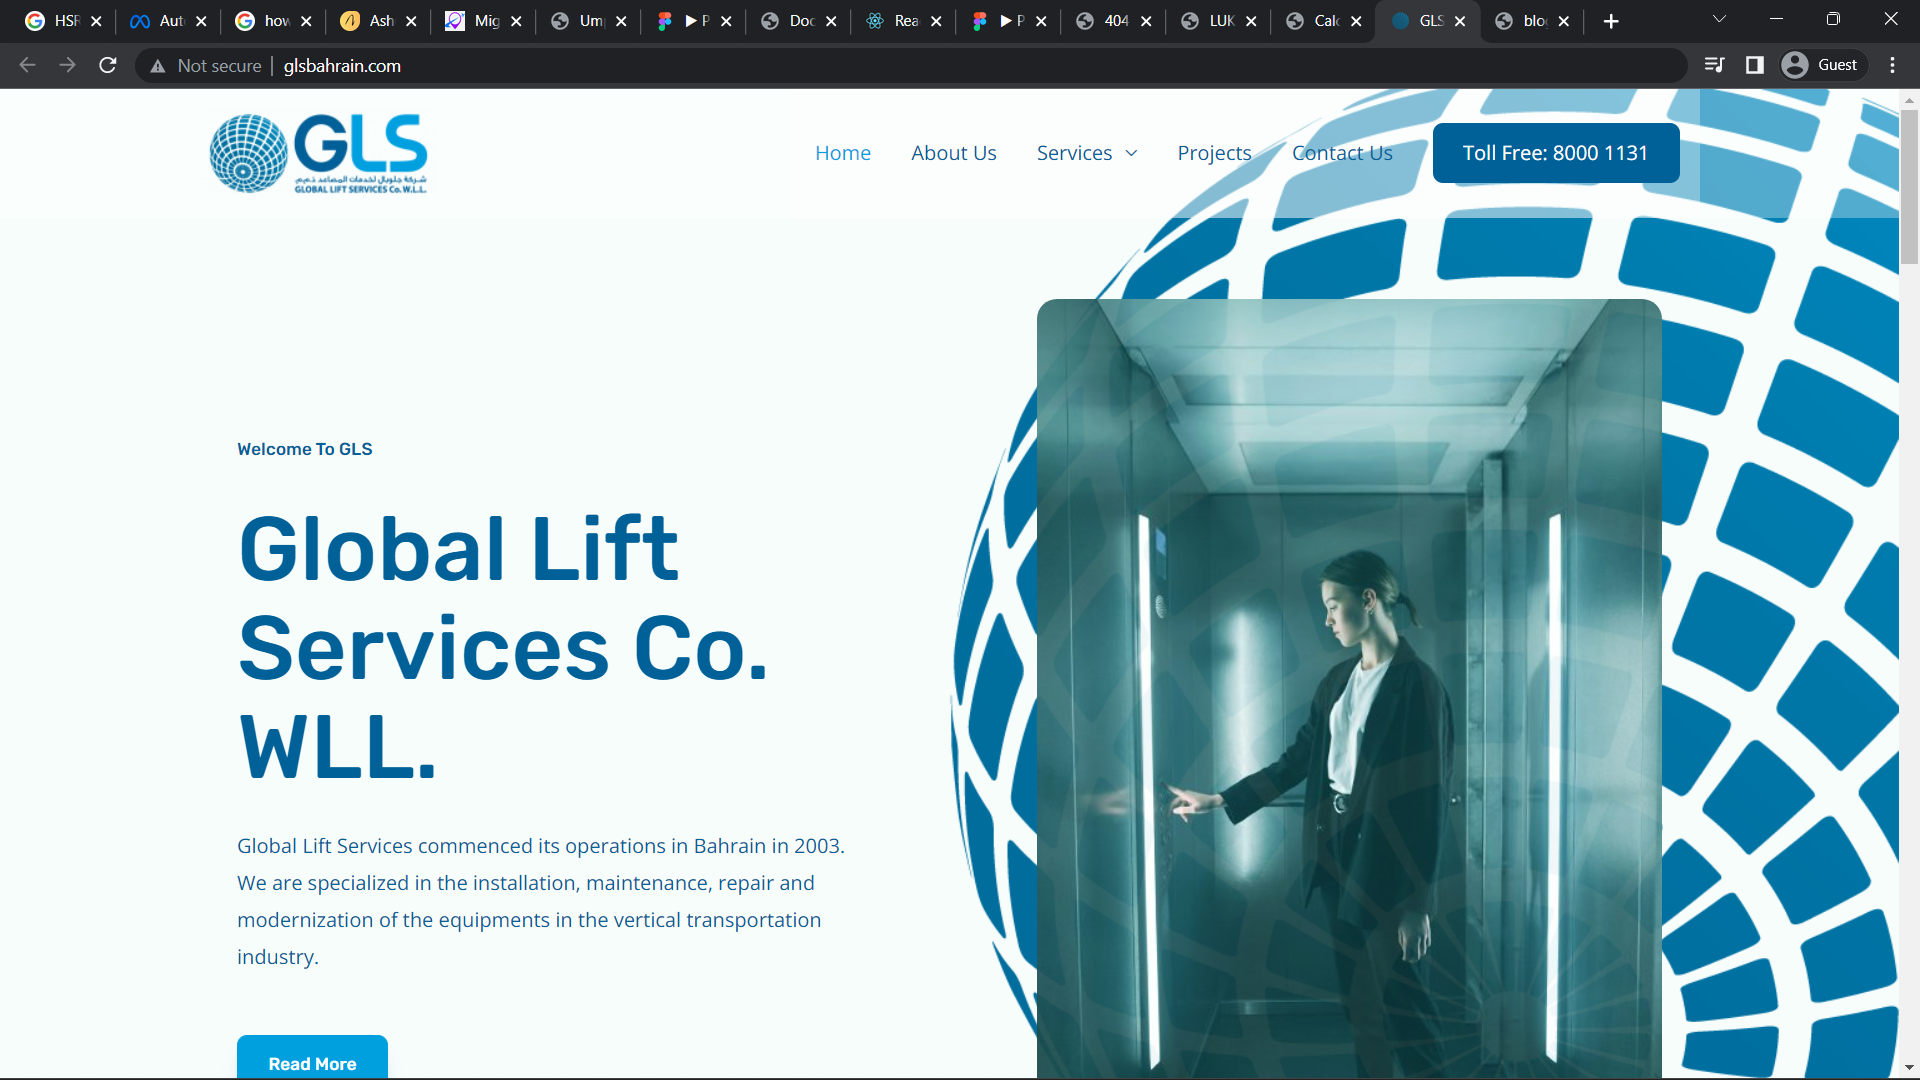 HSR
Aut
how
Ash
Mig
Um
▶ P
Doc
Rea
▶ P
404
LUK
Calc
GLS
blo
Not secure | glsbahrain.com
Guest
GLS
شركة جلوبال لخدمات المصاعد ذ.م.م
GLOBAL LIFT SERVICES Co. W.L.L.
Home
About Us
Services
Projects
Contact Us
Toll Free: 8000 1131
Welcome To GLS
Global Lift
Services Co.
WLL.
Global Lift Services commenced its operations in Bahrain in 2003.
We are specialized in the installation, maintenance, repair and
modernization of the equipments in the vertical transportation
industry.
Read More